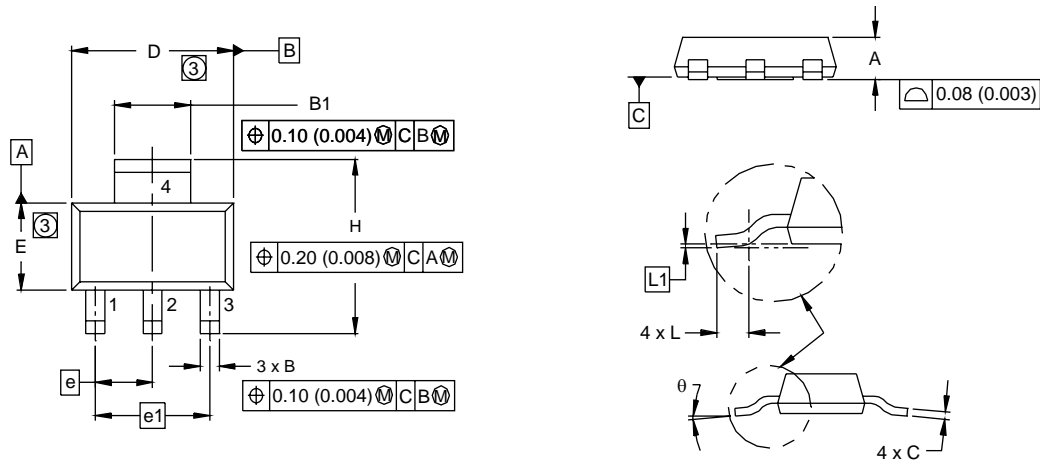 D
③
B
B1
⌖ 0.10 (0.004) Ⓜ C B Ⓜ
A
4
③
E
H
⌖ 0.20 (0.008) Ⓜ C A Ⓜ
1 2 3
3 x B
e
e1
⌖ 0.10 (0.004) Ⓜ C B Ⓜ
A
C
⌓ 0.08 (0.003)
L1
4 x L
θ
4 x C